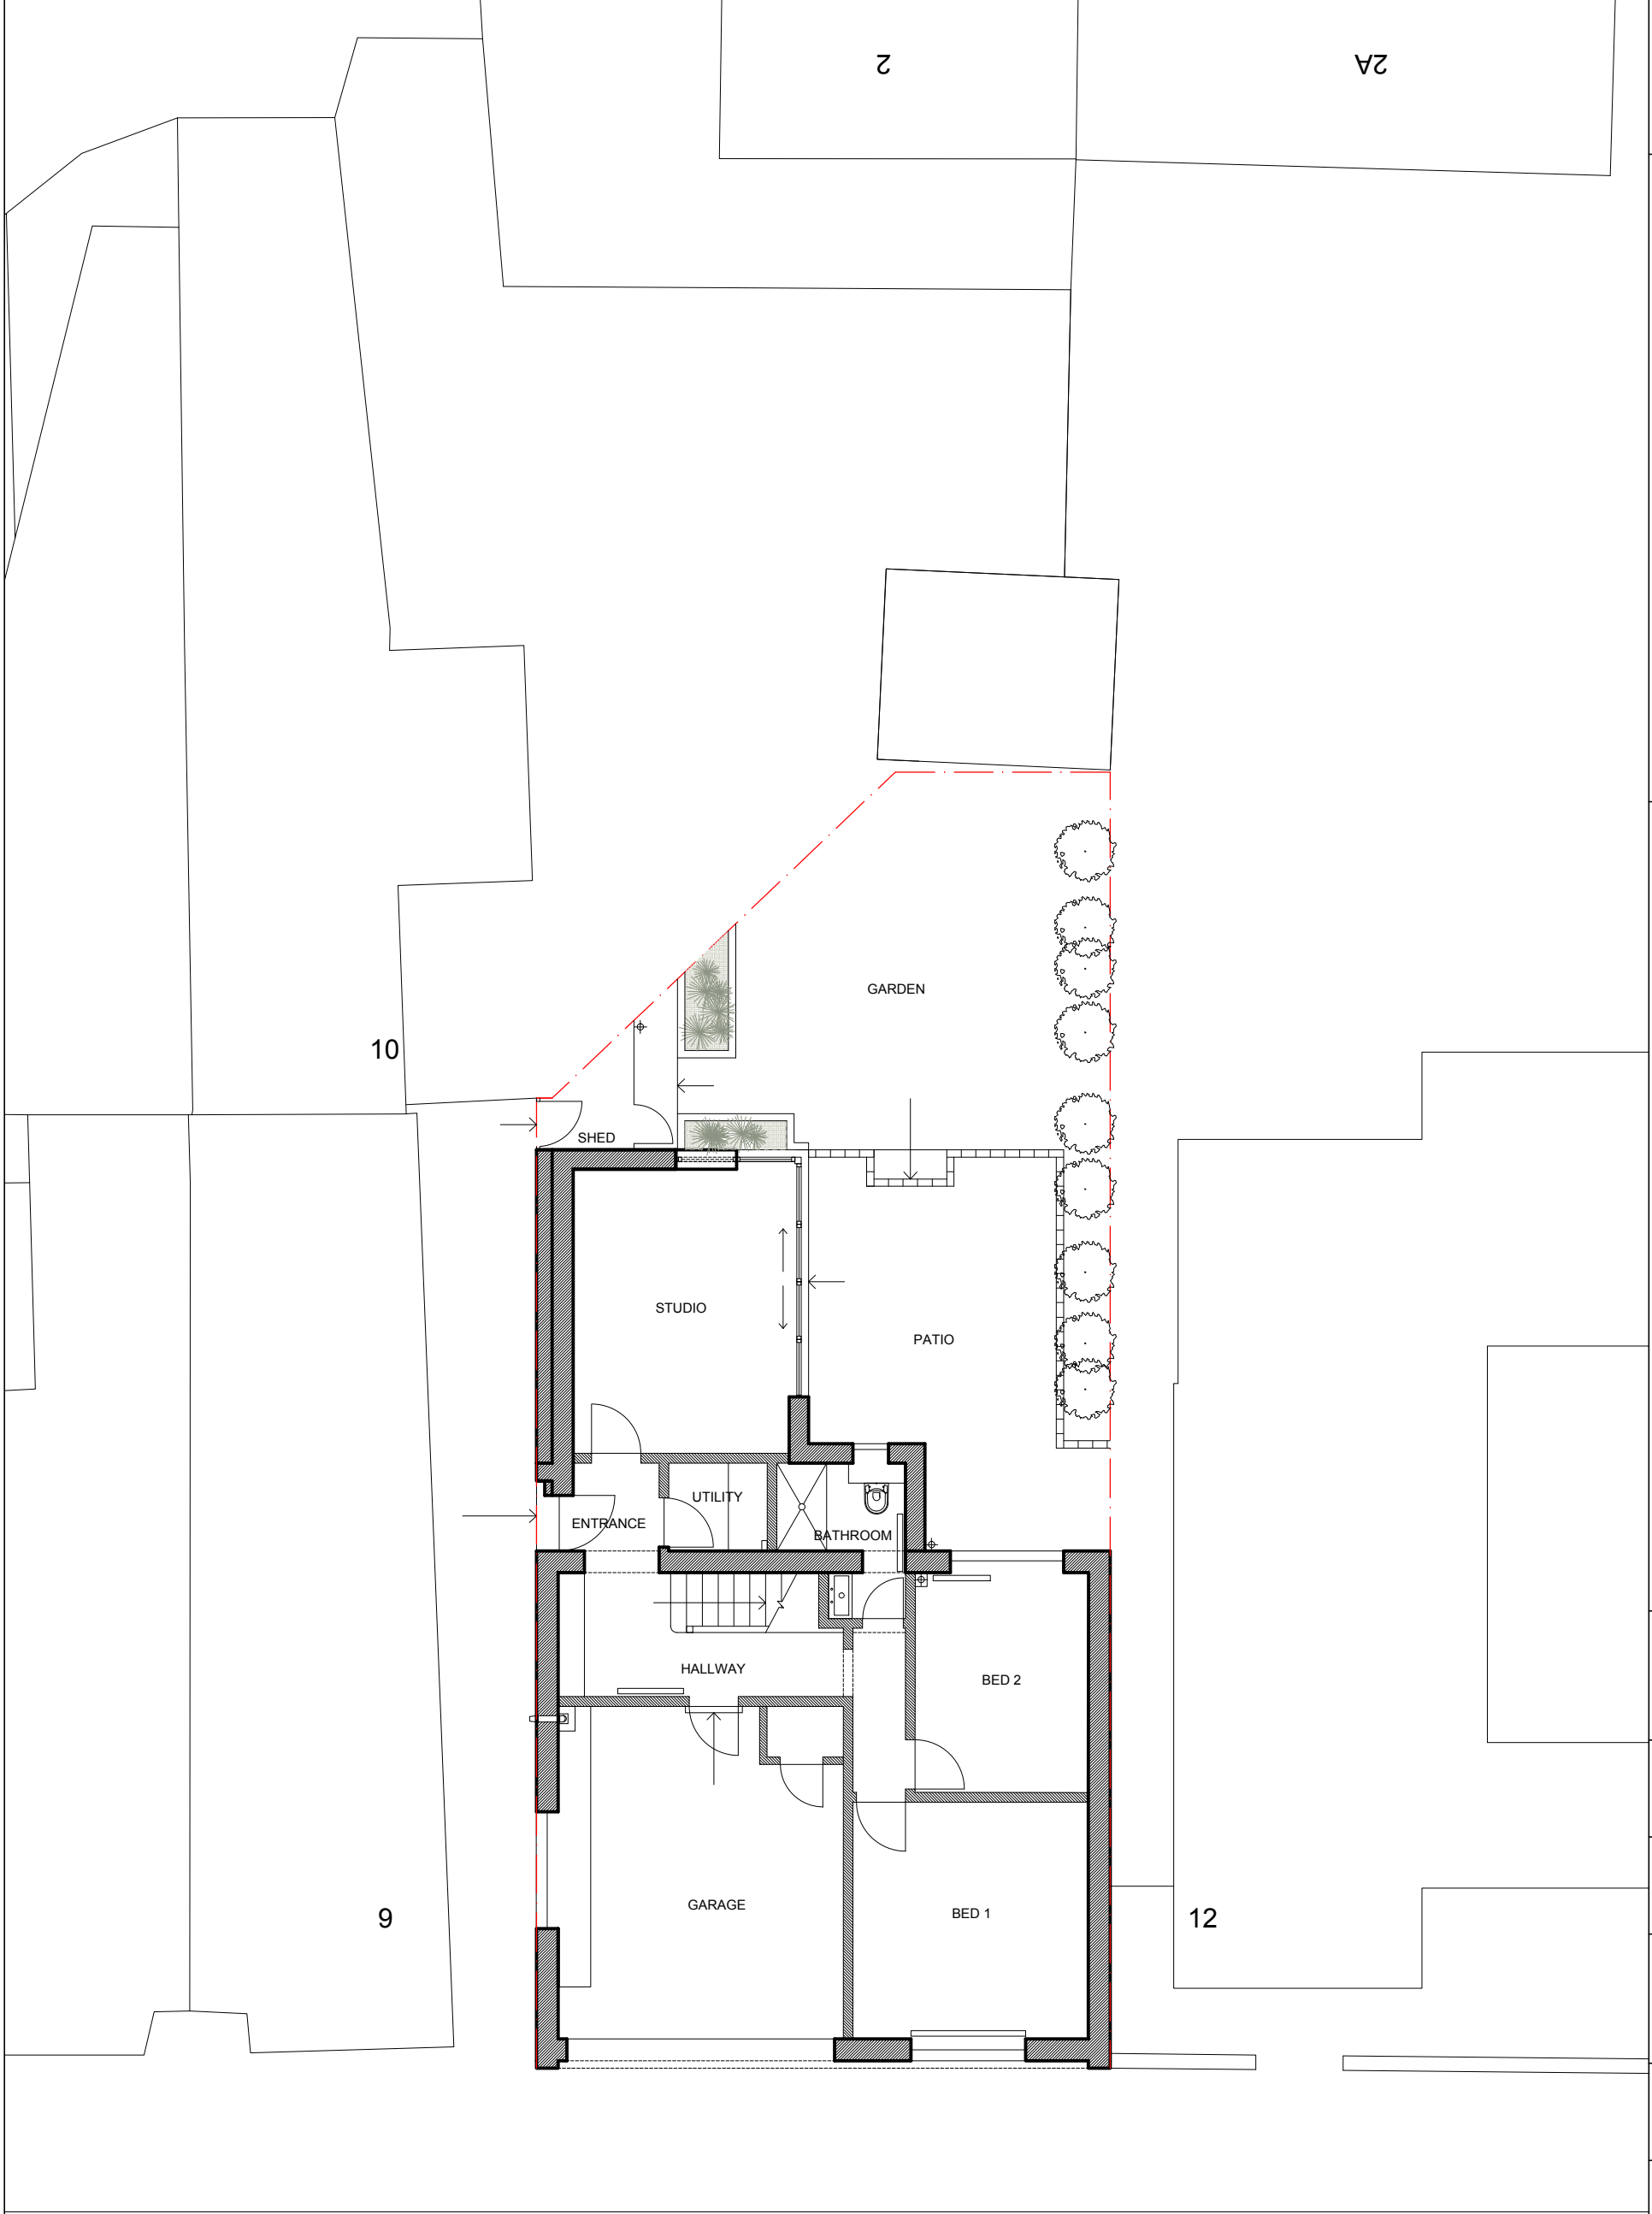 2
2A
GARDEN
10
SHED
STUDIO
PATIO
UTILITY
ENTRANCE
BATHROOM
HALLWAY
BED 2
GARAGE
BED 1
9
12